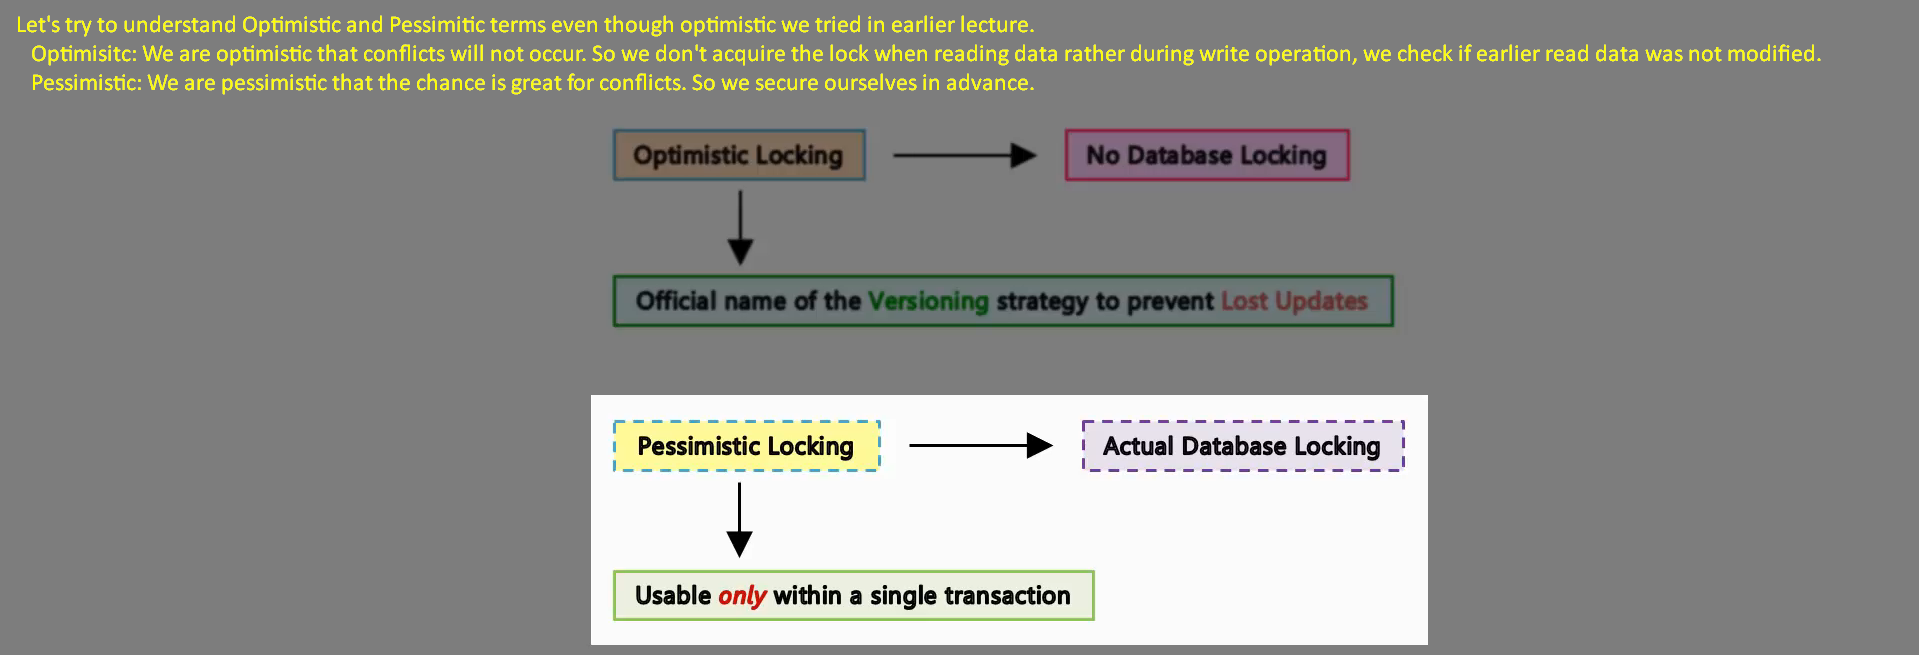 Let's try to understand Optimistic and Pessimitic terms even though optimistic we tried in earlier lecture.
Optimisitc: We are optimistic that conflicts will not occur. So we don't acquire the lock when reading data rather during write operation, we check if earlier read data was not modified.
Pessimistic: We are pessimistic that the chance is great for conflicts. So we secure ourselves in advance.
Optimistic Locking
No Database Locking
Official name of the Versioning strategy to prevent Lost Updates
Pessimistic Locking
Actual Database Locking
Usable only within a single transaction